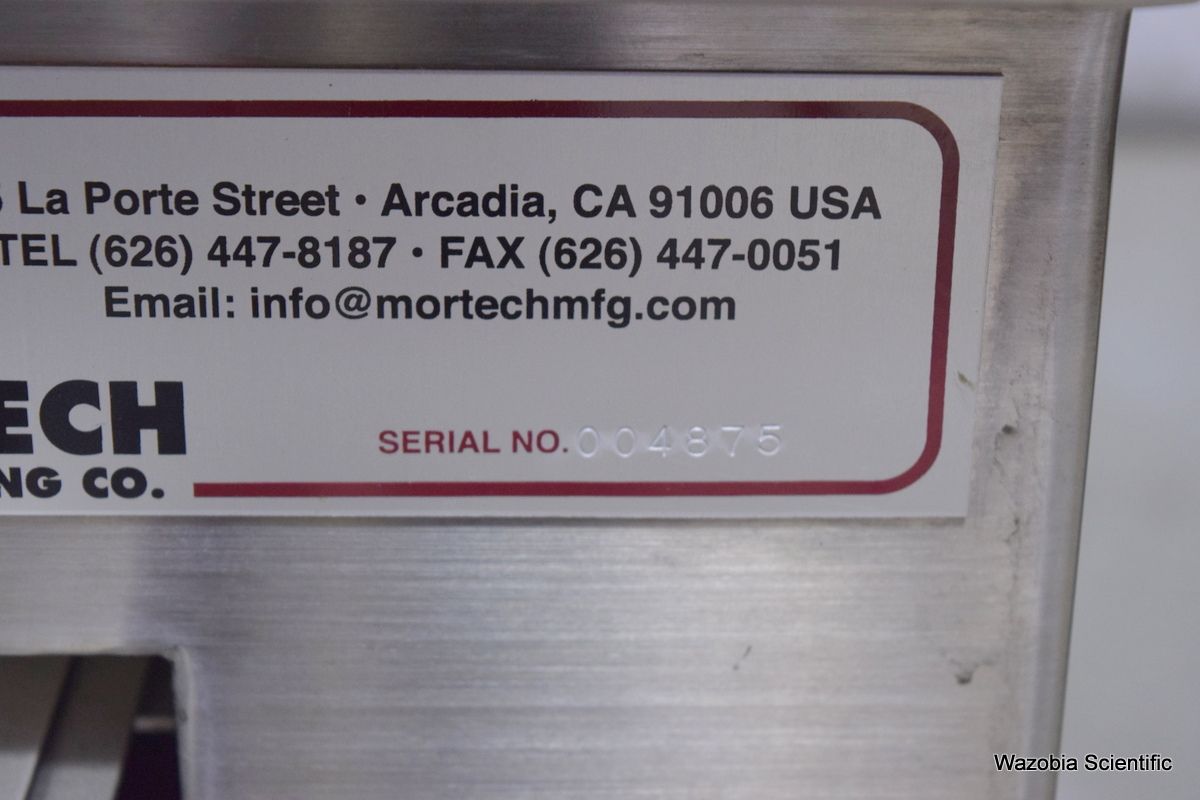 La Porte Street • Arcadia, CA 91006 USA
TEL (626) 447-8187 • FAX (626) 447-0051
Email: info@mortechmfg.com
ECH
SERIAL NO. 004875
NG CO.
Wazobia Scientific